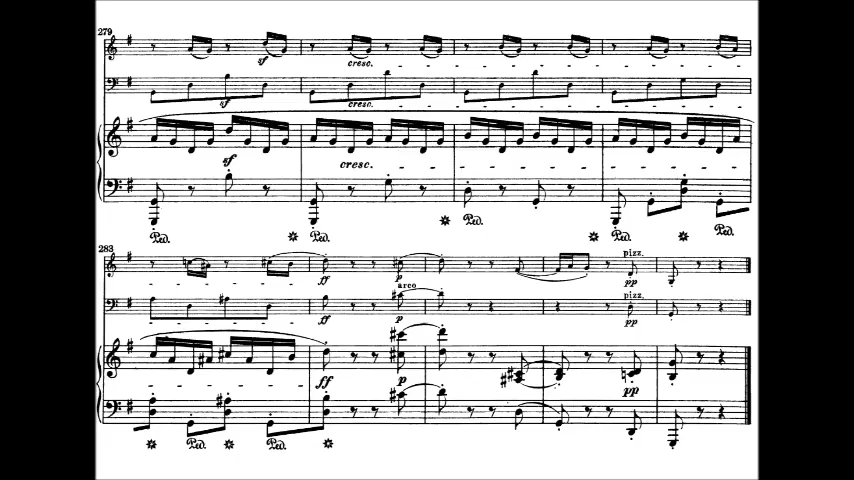 279
sf
cresc.
sf
cresc.
sf
cresc.
Ped. Ped. Ped. Ped.
283
pizz.
ff p pp
arco
pizz.
ff p pp
ff p pp
Ped. Ped.